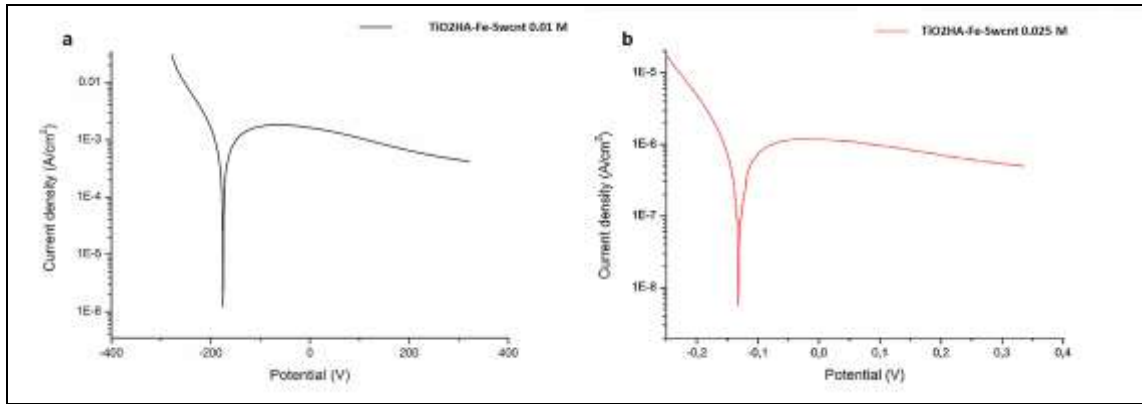 a
TiO2HA-Fe-Swcnt 0.01 M
0.01
1E-3
1E-4
1E-5
1E-6
Current density (A/cm²)
-400
-200
0
200
400
Potential (V)
b
TiO2HA-Fe-Swcnt 0.025 M
1E-5
1E-6
1E-7
1E-8
Current density (A/cm²)
-0,2
-0,1
0,0
0,1
0,2
0,3
0,4
Potential (V)